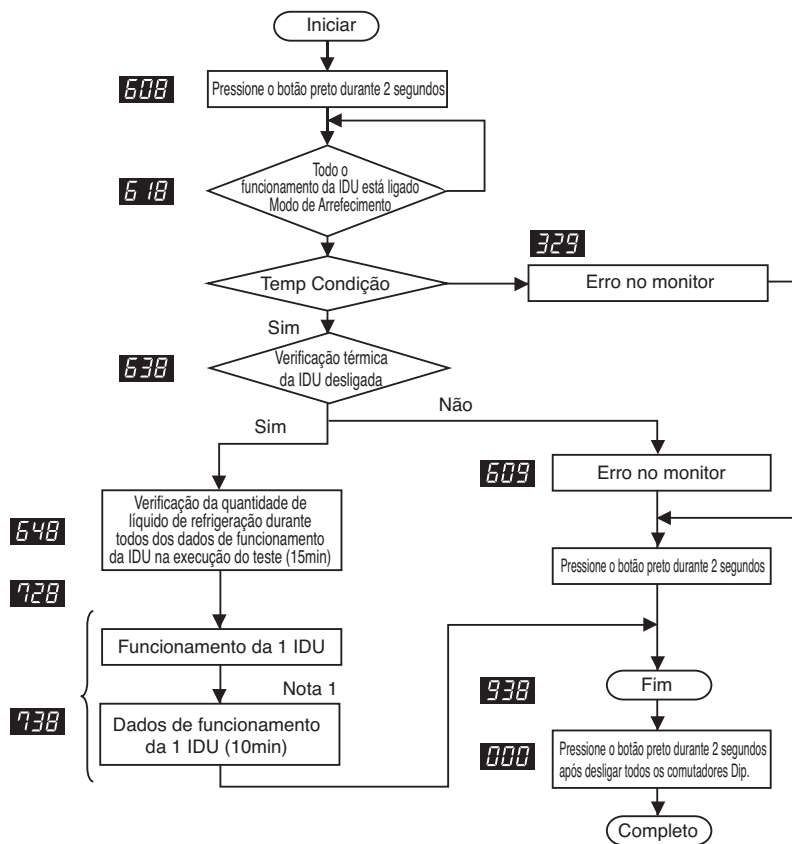 Iniciar
608
Pressione o botão preto durante 2 segundos
618
Todo o
funcionamento da IDU está ligado
Modo de Arrefecimento
329
Temp Condição
Erro no monitor
Sim
638
Verificação térmica
da IDU desligada
Não
Sim
609
Erro no monitor
648
Verificação da quantidade de
líquido de refrigeração durante
todos dos dados de funcionamento
da IDU na execução do teste (15min)
Pressione o botão preto durante 2 segundos
728
Funcionamento da 1 IDU
Nota 1
738
Dados de funcionamento
da 1 IDU (10min)
938
Fim
000
Pressione o botão preto durante 2 segundos
após desligar todos os comutadores Dip.
Completo